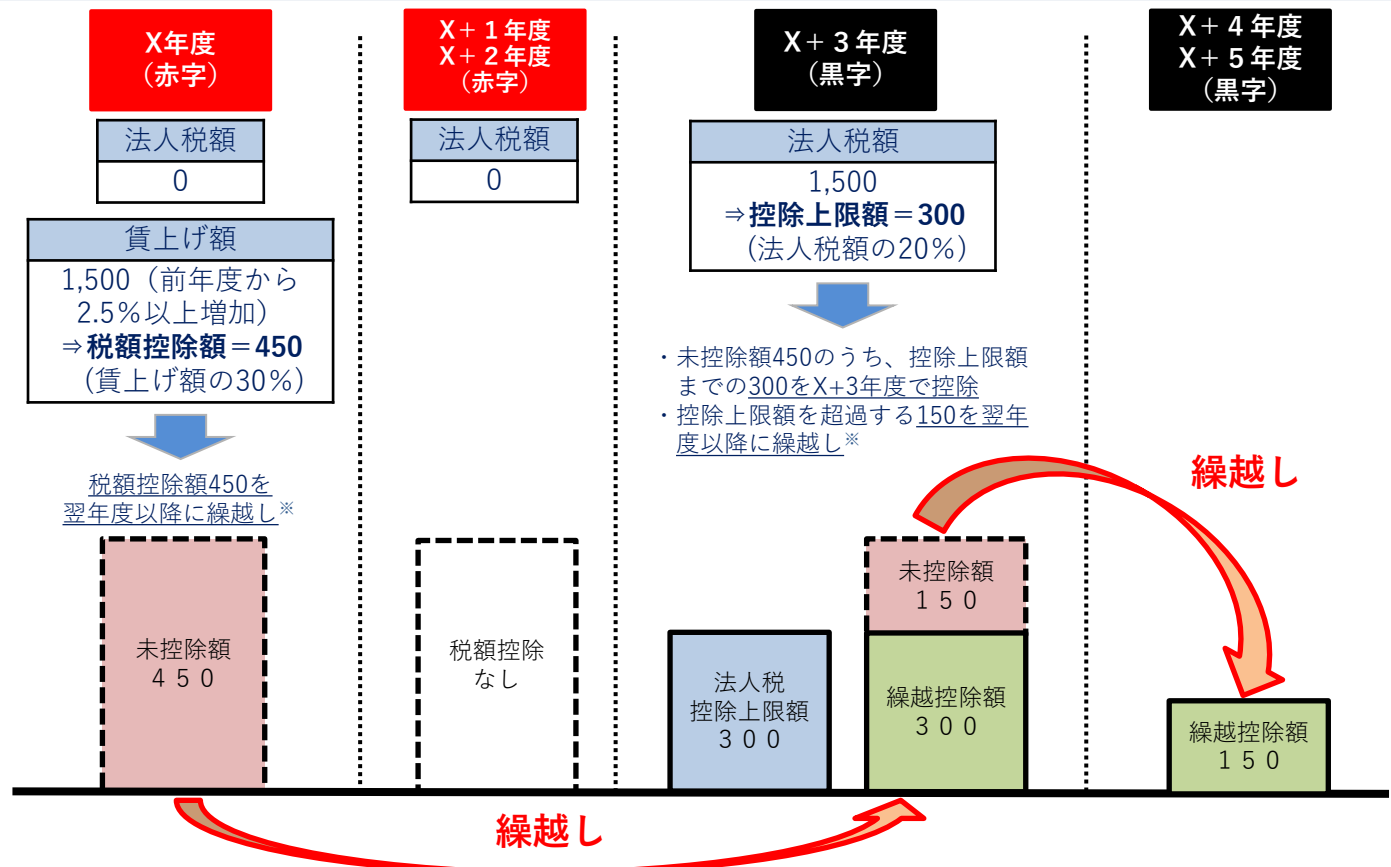 X年度
（赤字）
法人税額
0
賃上げ額
1,500（前年度から
2.5%以上増加）
⇒税額控除額＝450
（賃上げ額の30%）
税額控除額450を
翌年度以降に繰越し※
未控除額
４５０
X＋１年度
X＋２年度
（赤字）
法人税額
0
税額控除
なし
X＋３年度
（黒字）
法人税額
1,500
⇒控除上限額＝300
（法人税額の20%）
・未控除額450のうち、控除上限額
までの300をX+3年度で控除
・控除上限額を超過する150を翌年
度以降に繰越し※
法人税
控除上限額
３００
未控除額
１５０
繰越控除額
３００
X＋４年度
X＋５年度
（黒字）
繰越し
繰越控除額
１５０
繰越し